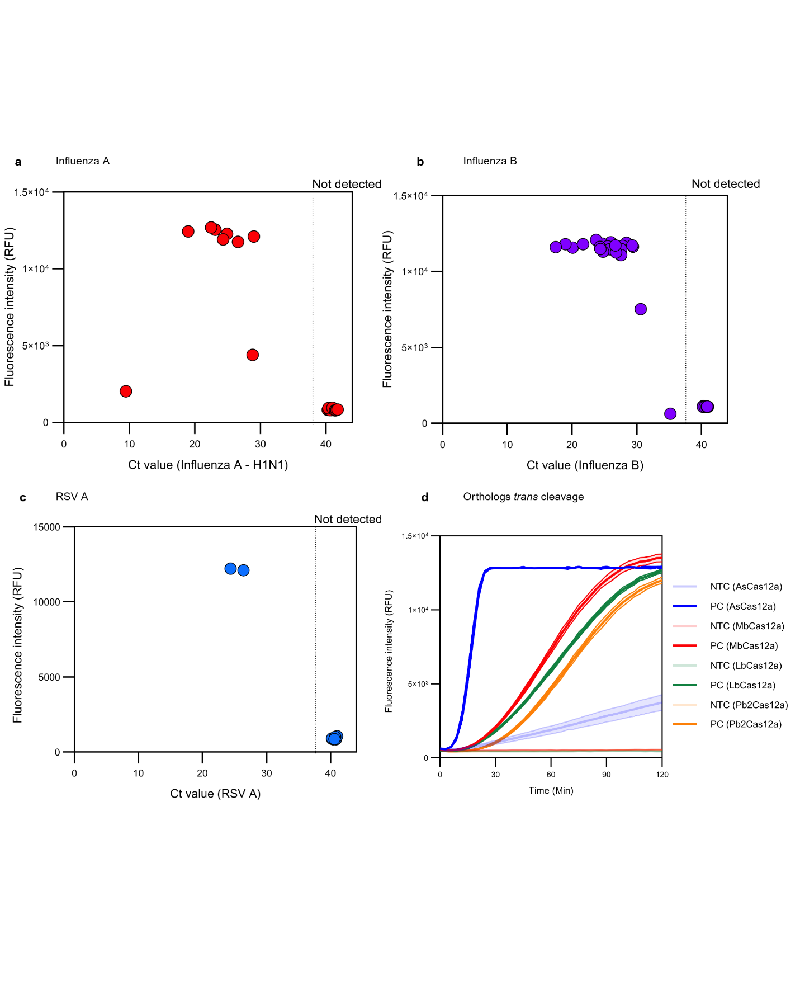 a Influenza A
Not detected
1.5×10⁴
1×10⁴
5×10³
0
Fluorescence intensity (RFU)
0 10 20 30 40
Ct value (Influenza A - H1N1)
b Influenza B
Not detected
1.5×10⁴
1×10⁴
5×10³
0
Fluorescence intensity (RFU)
0 10 20 30 40
Ct value (Influenza B)
c RSV A
Not detected
15000
10000
5000
0
Fluorescence intensity (RFU)
0 10 20 30 40
Ct value (RSV A)
d Orthologs trans cleavage
1.5×10⁴
1×10⁴
5×10³
0
Fluorescence intensity (RFU)
0 30 60 90 120
Time (Min)
NTC (AsCas12a)
PC (AsCas12a)
NTC (MbCas12a)
PC (MbCas12a)
NTC (LbCas12a)
PC (LbCas12a)
NTC (Pb2Cas12a)
PC (Pb2Cas12a)